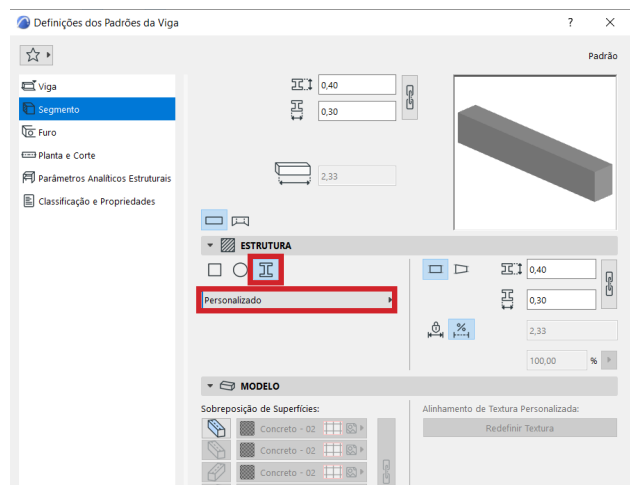 Definições dos Padrões da Viga
?
Padrão
Viga
Segmento
Furo
Planta e Corte
Parâmetros Analíticos Estruturais
Classificação e Propriedades
0,40
0,30
2,33
ESTRUTURA
Personalizado
0,40
0,30
%
2,33
100,00 %
MODELO
Sobreposição de Superfícies:
Concreto - 02
Concreto - 02
Concreto - 02
Alinhamento de Textura Personalizada:
Redefinir Textura